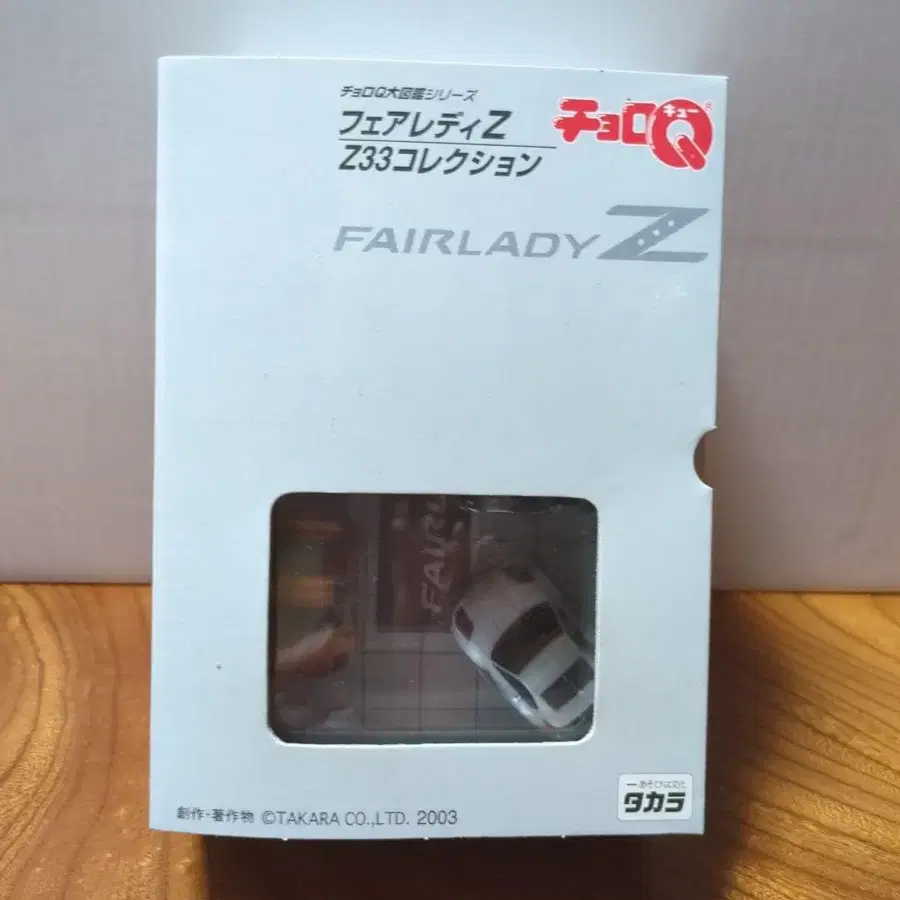 チョロQ大図鑑シリーズ
フェアレディZ
Z33コレクション
チョロQ
キュー
®
FAIRLADY Z
FAIRL
創作・著作物 ©TAKARA CO.,LTD. 2003
ーあそびは文化
タカラ